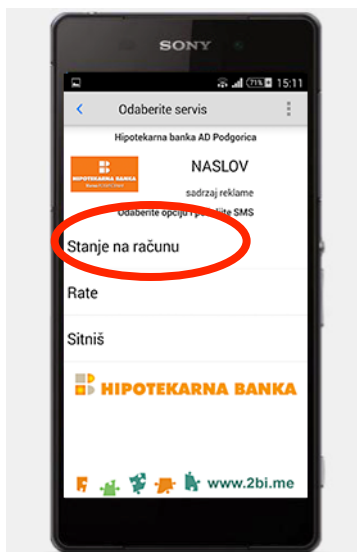 SONY
71% 15:11
Odaberite servis
Hipotekarna banka AD Podgorica
HIPOTEKARNA BANKA
NASLOV
sadrzaj reklame
Odaberite opciju i pošaljite SMS
Stanje na računu
Rate
Sitniš
HIPOTEKARNA BANKA
www.2bi.me